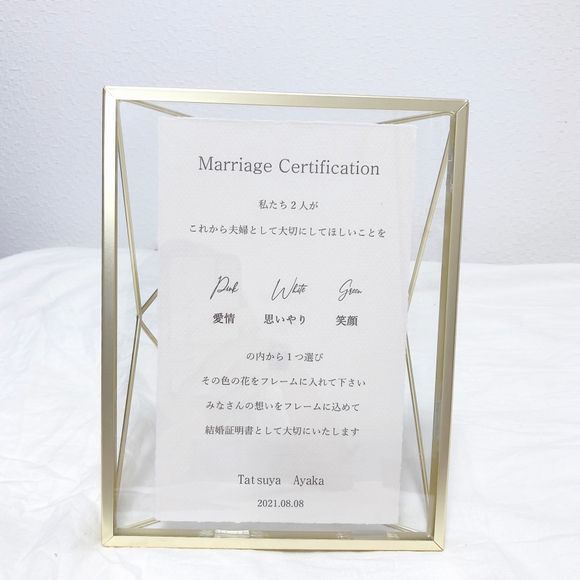 Marriage Certification
私たち２人が
これから夫婦として大切にしてほしいことを
Pink White Green
愛情 思いやり 笑顔
の内から１つ選び
その色の花をフレームに入れて下さい
みなさんの想いをフレームに込めて
結婚証明書として大切にいたします
Tatsuya Ayaka
2021.08.08